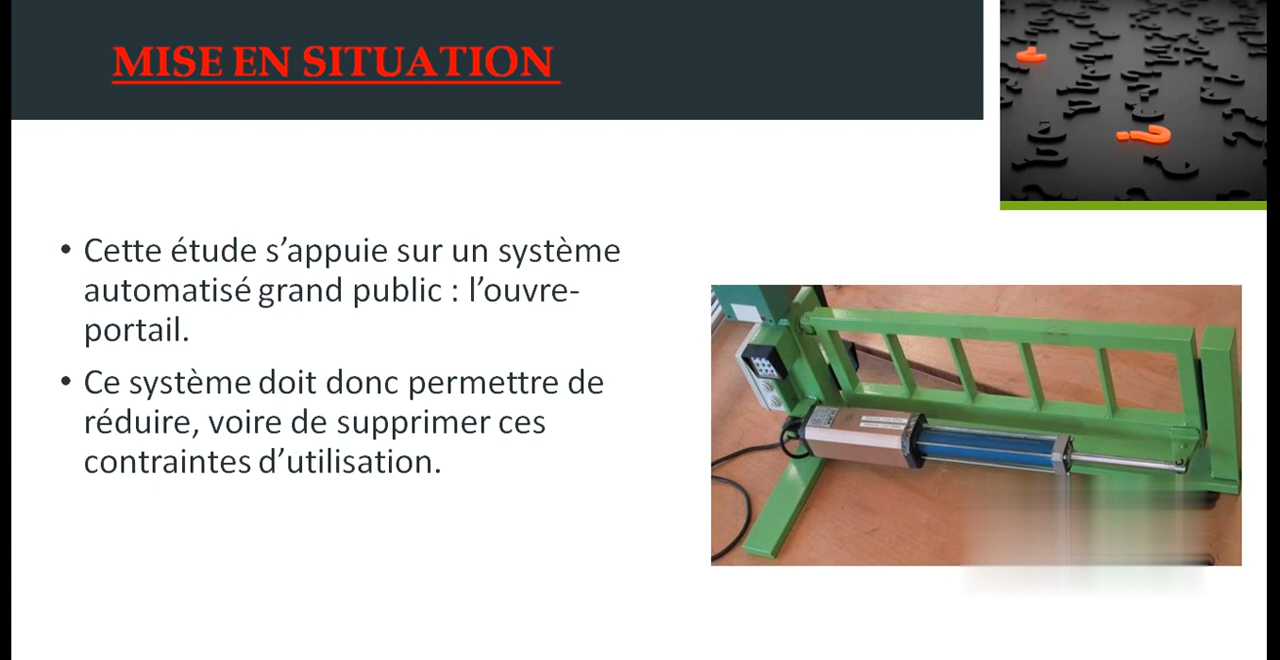 MISE EN SITUATION
• Cette étude s’appuie sur un système
automatisé grand public : l’ouvre-
portail.
• Ce système doit donc permettre de
réduire, voire de supprimer ces
contraintes d’utilisation.